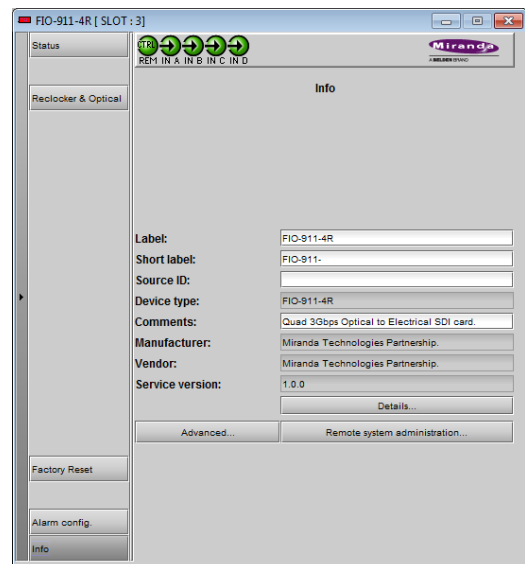 FIO-911-4R [ SLOT : 3]
Status
CTRL
REM IN A IN B IN C IN D
Miranda
A BELDEN BRAND
Reclocker & Optical
Info
Label:
FIO-911-4R
Short label:
FIO-911-
Source ID:
Device type:
FIO-911-4R
Comments:
Quad 3Gbps Optical to Electrical SDI card.
Manufacturer:
Miranda Technologies Partnership.
Vendor:
Miranda Technologies Partnership.
Service version:
1.0.0
Details...
Advanced...
Remote system administration...
Factory Reset
Alarm config.
Info